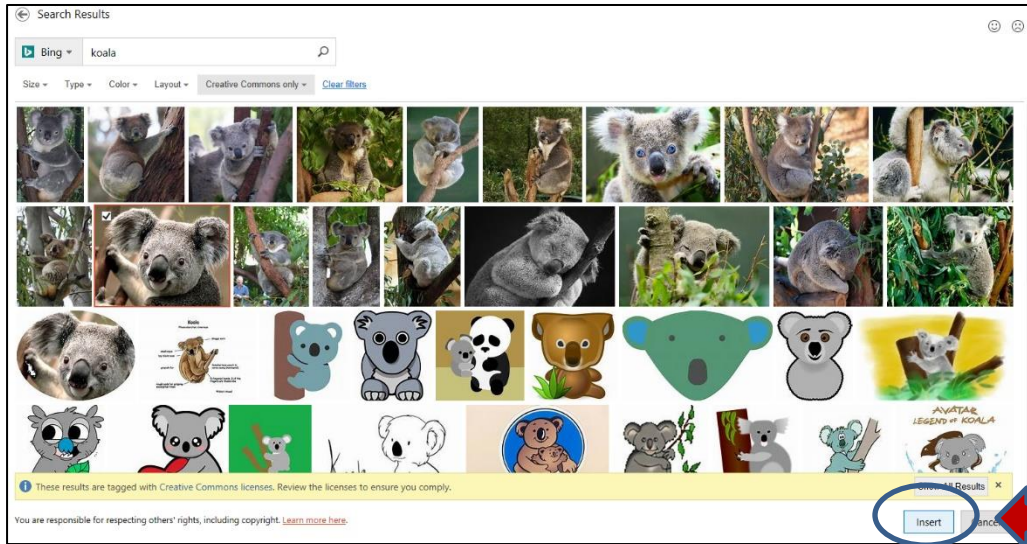 Search Results
Bing koala
Size Type Color Layout Creative Commons only Clear filters
Koala
AVATAR
LEGEND OF KOALA
These results are tagged with Creative Commons licenses. Review the licenses to ensure you comply.
Show All Results
You are responsible for respecting others' rights, including copyright. Learn more here.
Insert Cancel